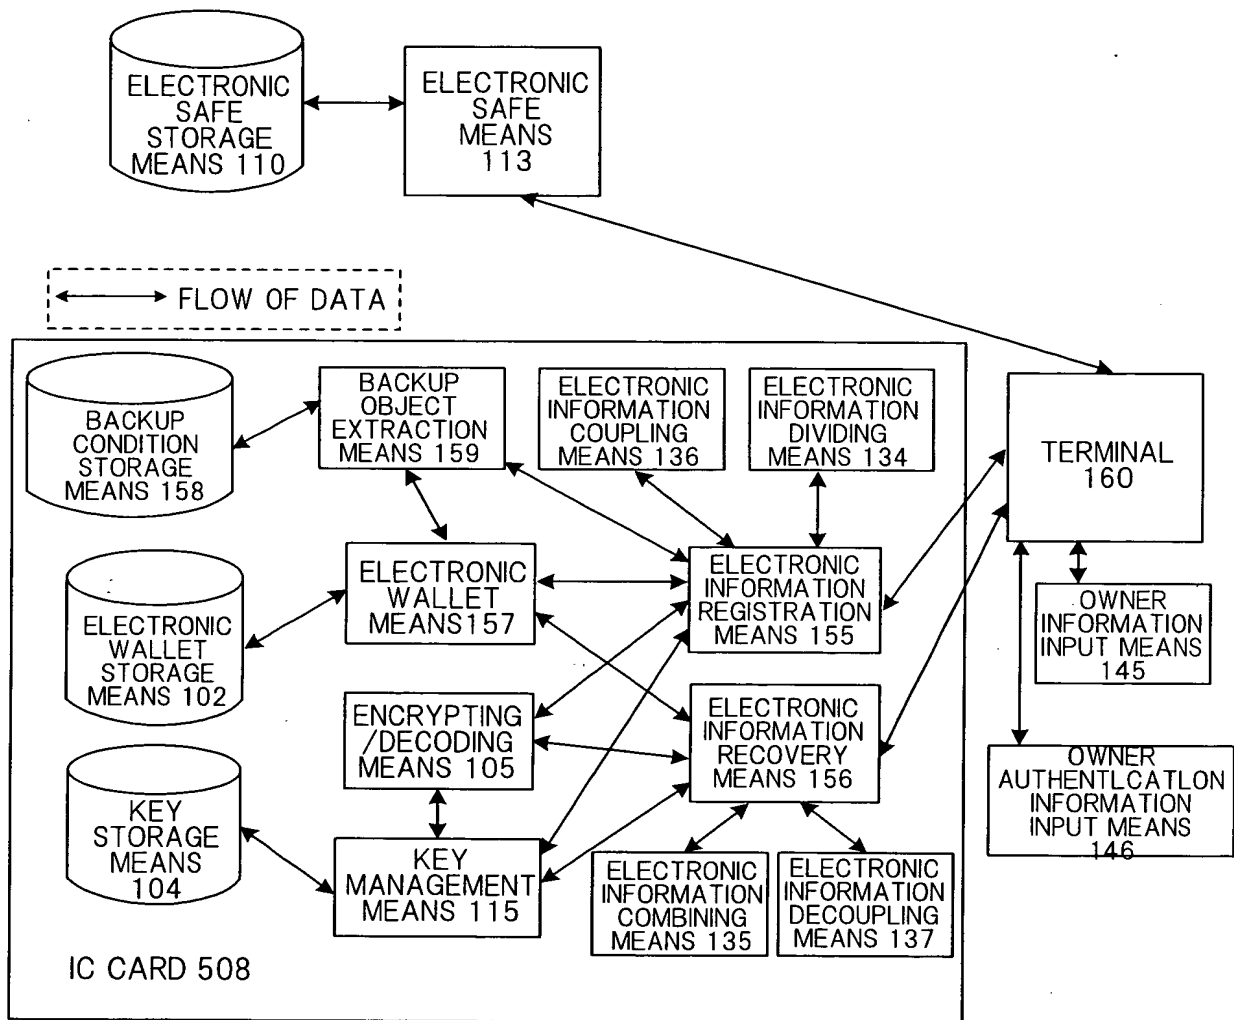 ELECTRONIC
SAFE
STORAGE
MEANS 110
ELECTRONIC
SAFE
MEANS
113
FLOW OF DATA
BACKUP
CONDITION
STORAGE
MEANS 158
BACKUP
OBJECT
EXTRACTION
MEANS 159
ELECTRONIC
INFORMATION
COUPLING
MEANS 136
ELECTRONIC
INFORMATION
DIVIDING
MEANS 134
TERMINAL
160
ELECTRONIC
WALLET
STORAGE
MEANS 102
ELECTRONIC
WALLET
MEANS157
ELECTRONIC
INFORMATION
REGISTRATION
MEANS 155
OWNER
INFORMATION
INPUT MEANS
145
ENCRYPTING
/DECODING
MEANS 105
ELECTRONIC
INFORMATION
RECOVERY
MEANS 156
OWNER
AUTHENTLCATLON
INFORMATION
INPUT MEANS
146
KEY
STORAGE
MEANS
104
KEY
MANAGEMENT
MEANS 115
ELECTRONIC
INFORMATION
COMBINING
MEANS 135
ELECTRONIC
INFORMATION
DECOUPLING
MEANS 137
IC CARD 508